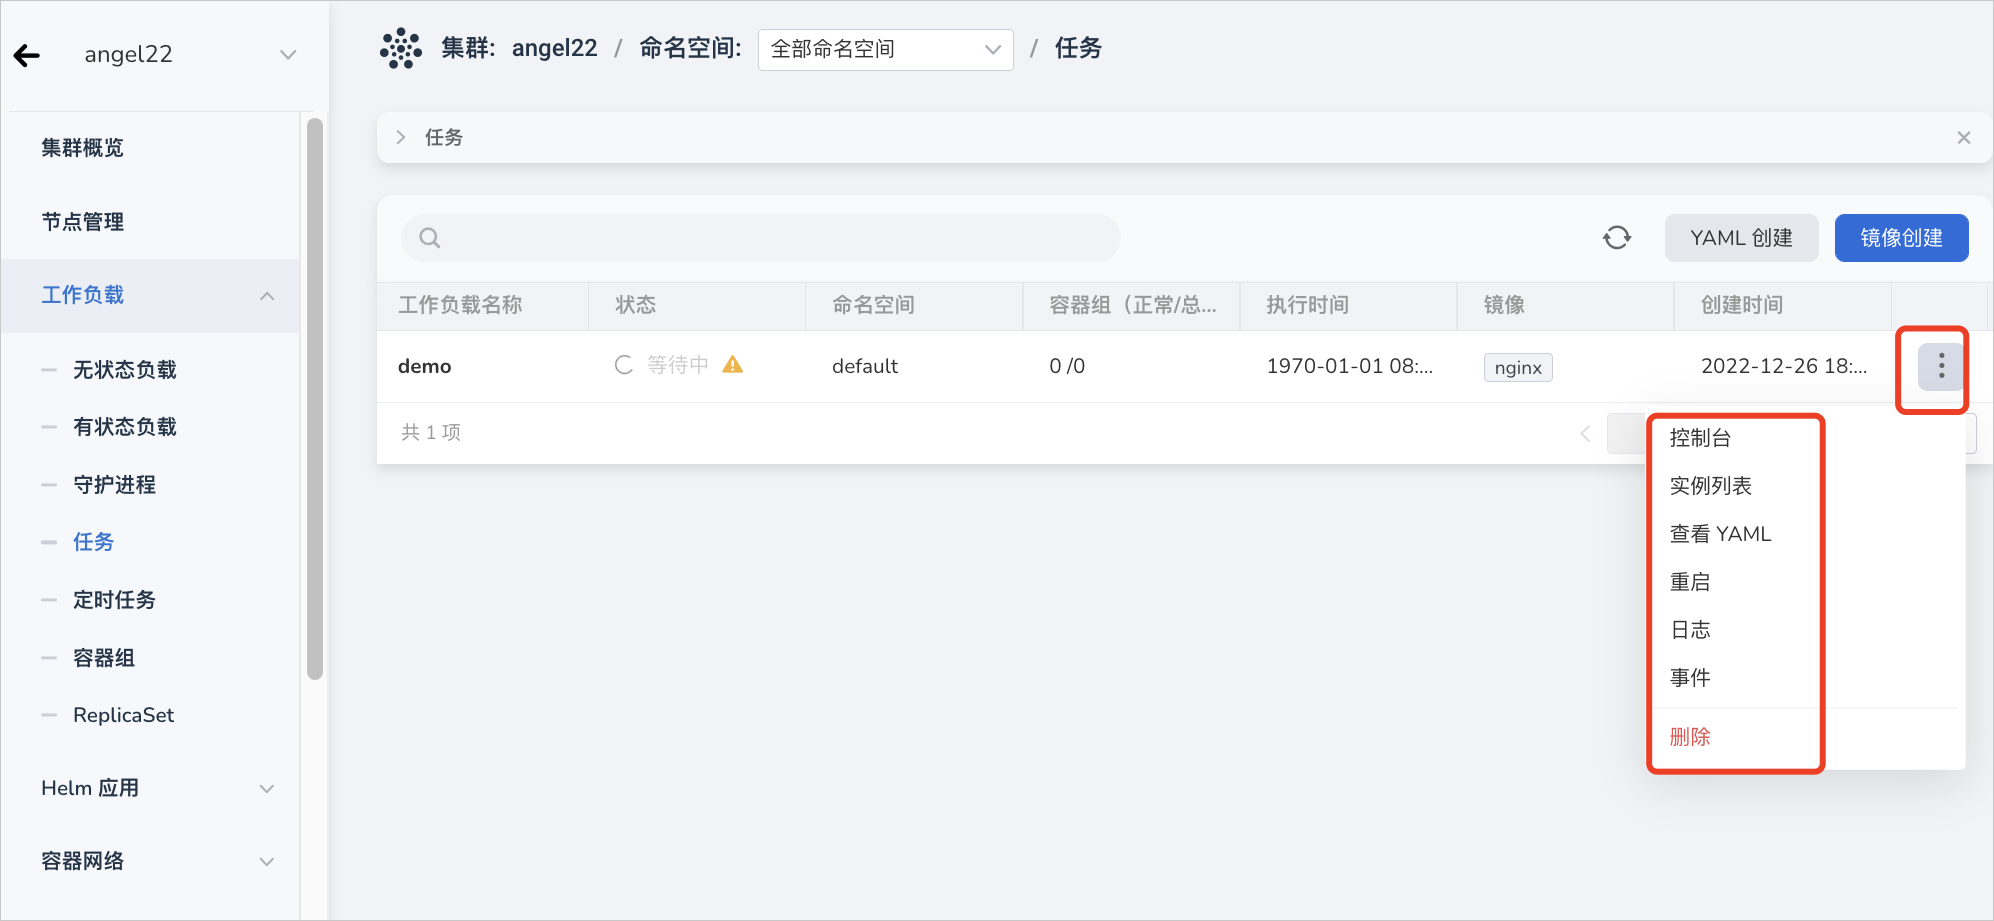 angel22
集群概览
节点管理
工作负载
无状态负载
有状态负载
守护进程
任务
定时任务
容器组
ReplicaSet
Helm 应用
容器网络
集群: angel22 / 命名空间: 全部命名空间 / 任务
任务
YAML 创建 镜像创建
工作负载名称 状态 命名空间 容器组（正常/总... 执行时间 镜像 创建时间
demo 等待中 default 0 /0 1970-01-01 08:... nginx 2022-12-26 18:...
共 1 项
控制台
实例列表
查看 YAML
重启
日志
事件
删除